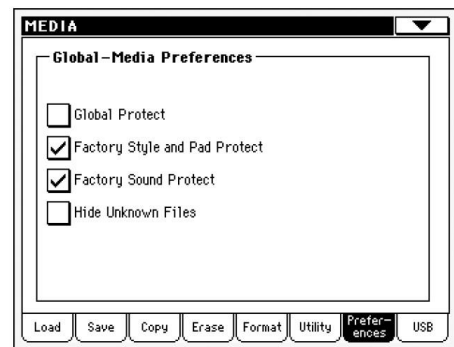 MEDIA
Global-Media Preferences
Global Protect
Factory Style and Pad Protect
Factory Sound Protect
Hide Unknown Files
Load Save Copy Erase Format Utility Prefer-
ences USB